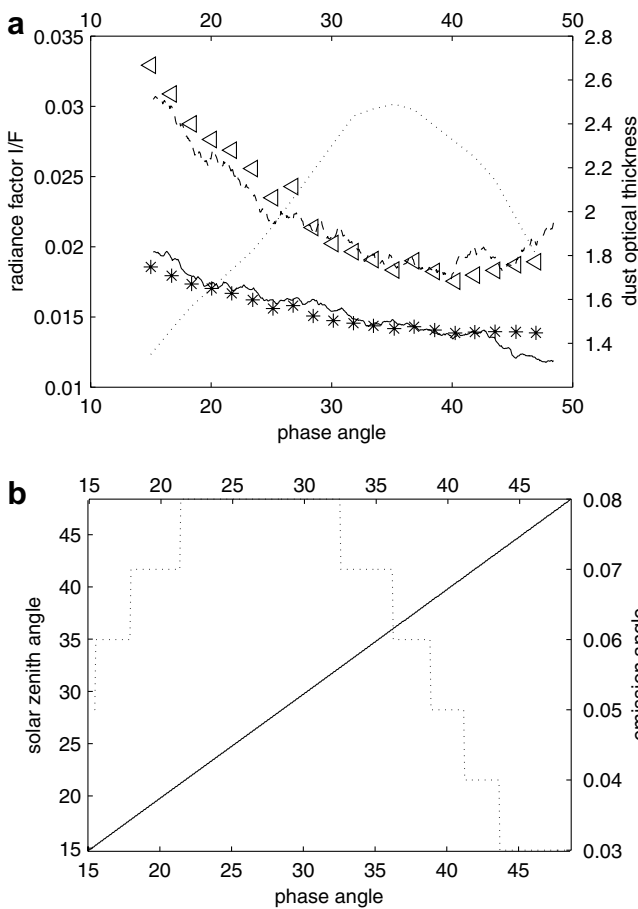 a
10 20 30 40 50
0.035
0.03
0.025
0.02
0.015
0.01
radiance factor I/F
2.8
2.6
2.4
2.2
2
1.8
1.6
1.4
dust optical thickness
10 20 30 40 50
phase angle
b
15 20 25 30 35 40 45
45
40
35
30
25
20
15
solar zenith angle
0.08
0.07
0.06
0.05
0.04
0.03
emission angle
15 20 25 30 35 40 45
phase angle